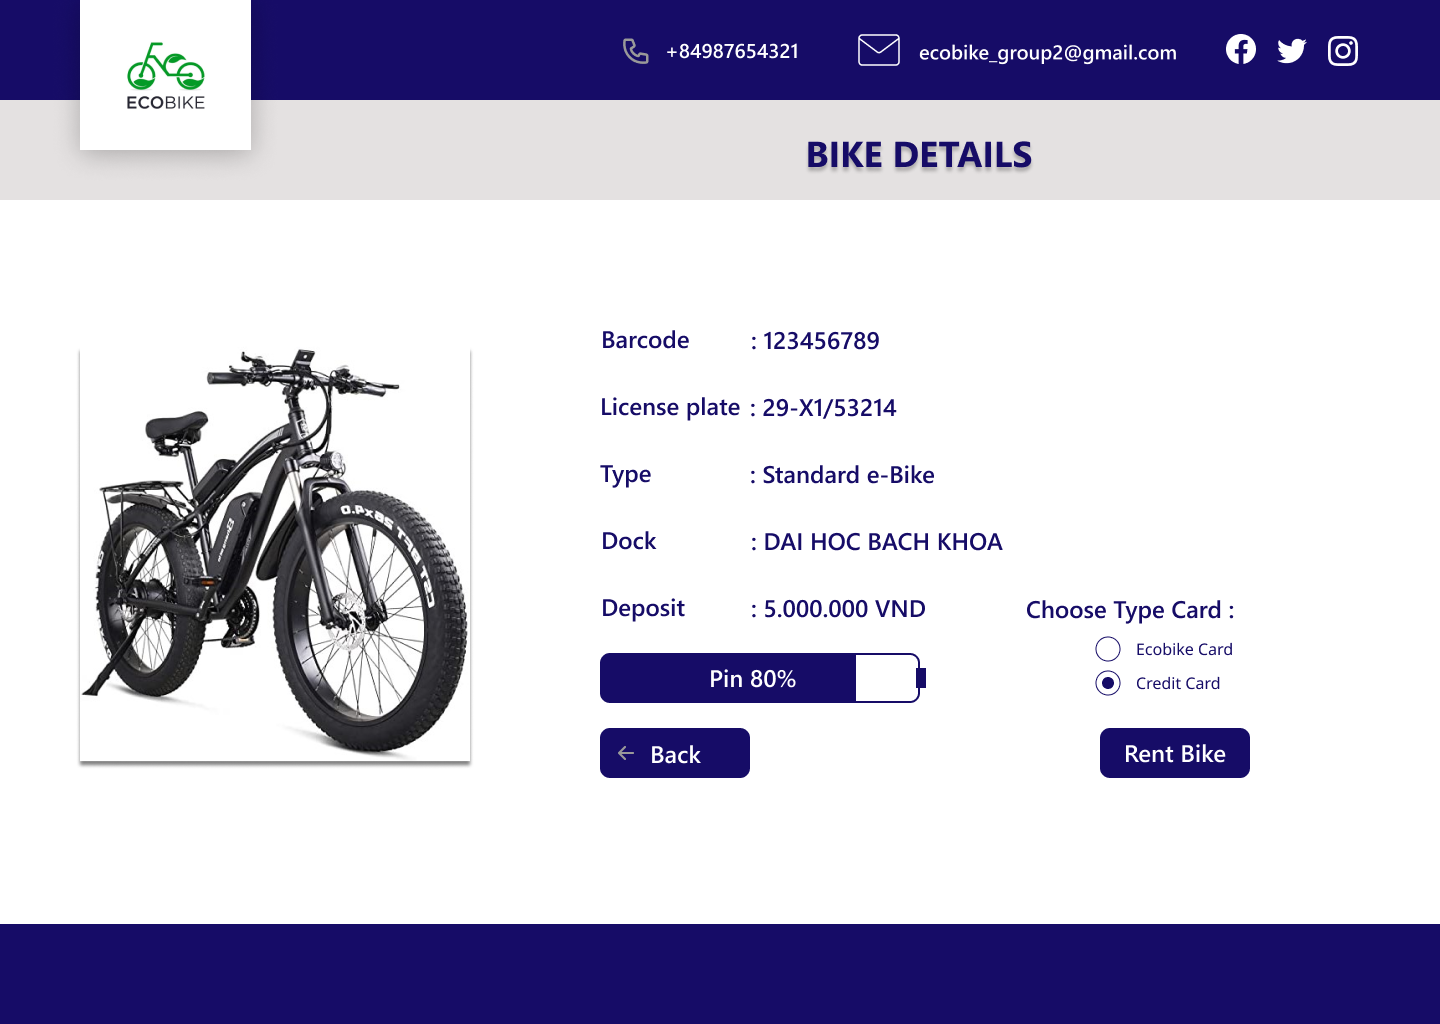 +84987654321
ecobike_group2@gmail.com
ECOBIKE
BIKE DETAILS
Barcode : 123456789
License plate : 29-X1/53214
Type : Standard e-Bike
Dock : DAI HOC BACH KHOA
Deposit : 5.000.000 VND
Choose Type Card :
Ecobike Card
Credit Card
Pin 80%
Back
Rent Bike